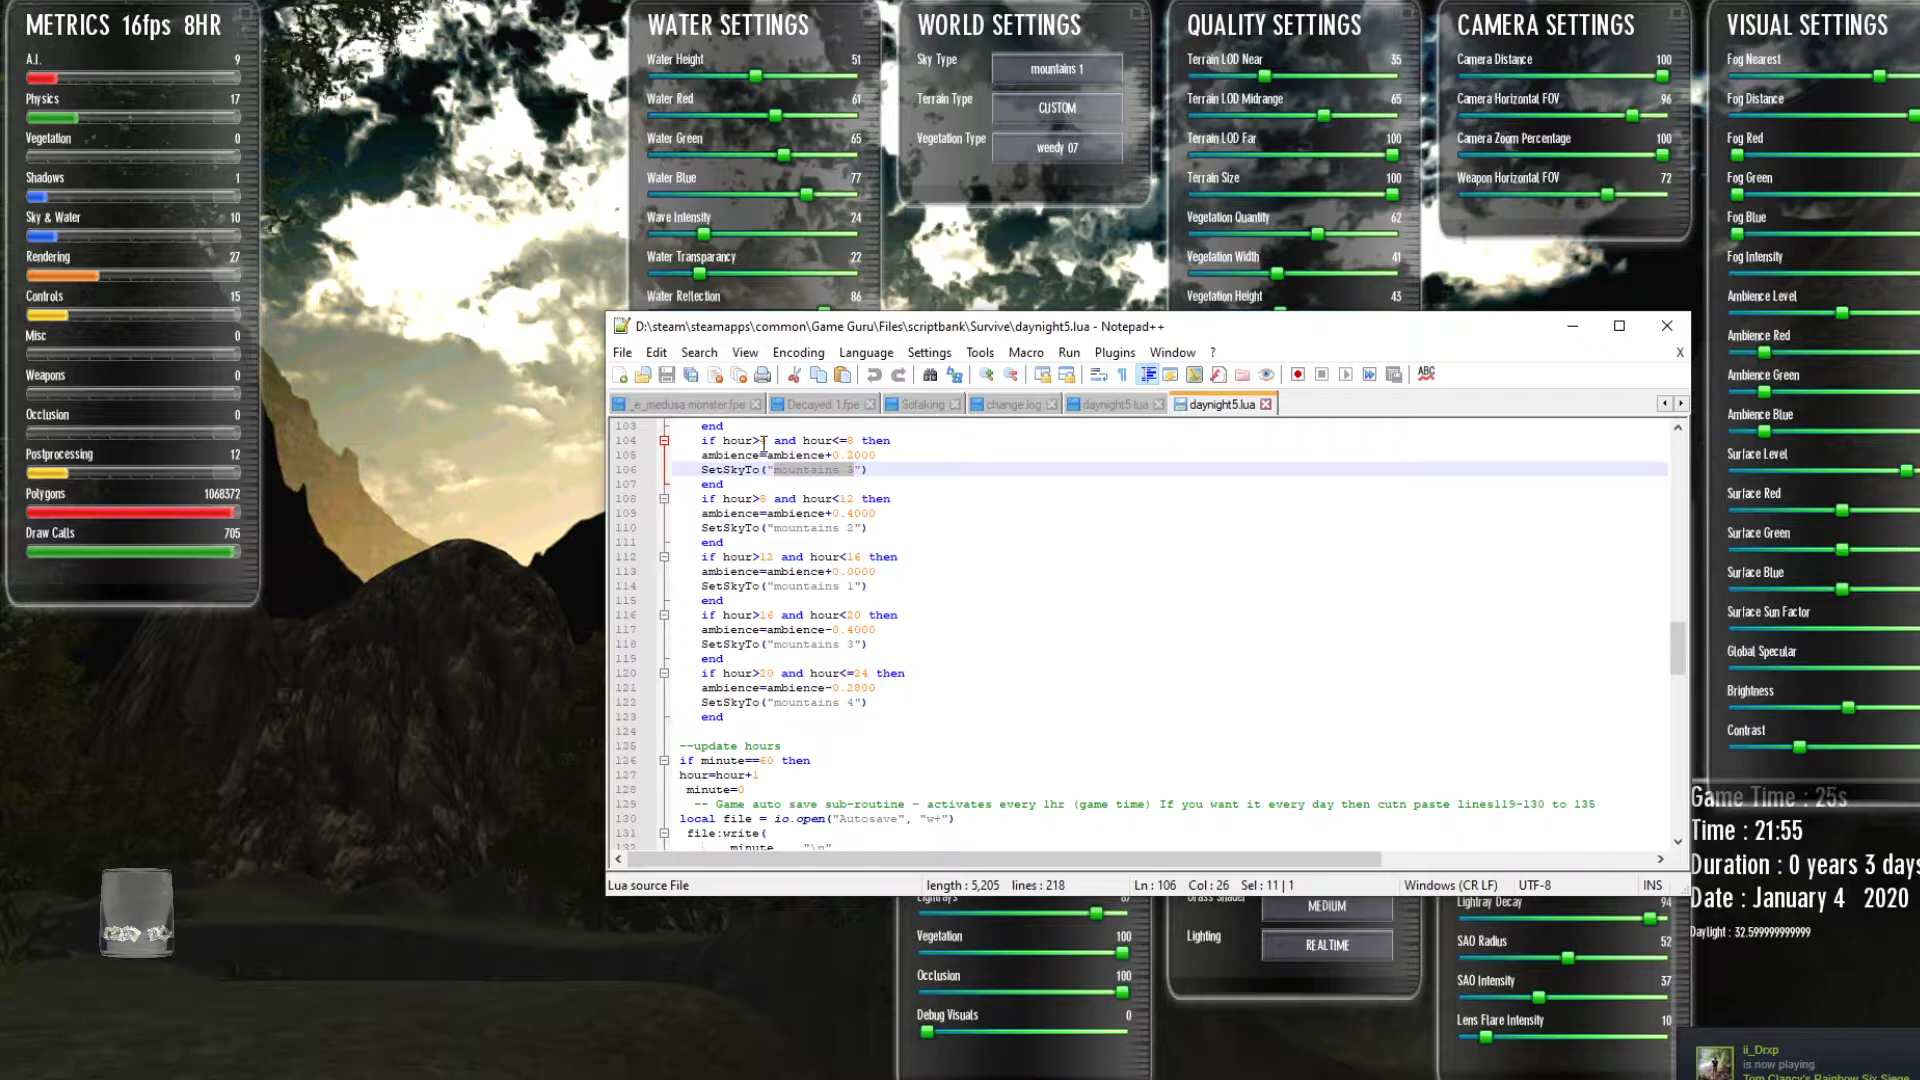 METRICS 16fps 8HR
A.I. 9
Physics 17
Vegetation 0
Shadows 1
Sky & Water 10
Rendering 27
Controls 15
Misc 0
Weapons 0
Occlusion 0
Postprocessing 12
Polygons 1068372
Draw Calls 705
WATER SETTINGS
Water Height 51
Water Red 61
Water Green 65
Water Blue 77
Wave Intensity 24
Water Transparancy 22
Water Reflection 86
WORLD SETTINGS
Sky Type mountains 1
Terrain Type CUSTOM
Vegetation Type weedy 07
QUALITY SETTINGS
Terrain LOD Near 35
Terrain LOD Midrange 65
Terrain LOD Far 100
Terrain Size 100
Vegetation Quantity 62
Vegetation Width 41
Vegetation Height 43
CAMERA SETTINGS
Camera Distance 100
Camera Horizontal FOV 96
Camera Zoom Percentage 100
Weapon Horizontal FOV 72
VISUAL SETTINGS
Fog Nearest
Fog Distance
Fog Red
Fog Green
Fog Blue
Fog Intensity
Ambience Level
Ambience Red
Ambience Green
Ambience Blue
Surface Level
Surface Red
Surface Green
Surface Blue
Surface Sun Factor
Global Specular
Brightness
Contrast
D:\steam\steamapps\common\Game Guru\Files\scriptbank\Survive\daynight5.lua - Notepad++
File Edit Search View Encoding Language Settings Tools Macro Run Plugins Window ? X
_e_medusa monster.fpe Decayed 1.fpe Sofaking change.log daynight5.lua daynight5.lua
103 end
104 if hour> and hour<=8 then
105 ambience=ambience+0.2000
106 SetSkyTo("mountains 3")
107 end
108 if hour>8 and hour<12 then
109 ambience=ambience+0.4000
110 SetSkyTo("mountains 2")
111 end
112 if hour>12 and hour<16 then
113 ambience=ambience+0.0000
114 SetSkyTo("mountains 1")
115 end
116 if hour>16 and hour<20 then
117 ambience=ambience-0.4000
118 SetSkyTo("mountains 3")
119 end
120 if hour>20 and hour<=24 then
121 ambience=ambience-0.2800
122 SetSkyTo("mountains 4")
123 end
124
125 --update hours
126 if minute==60 then
127 hour=hour+1
128 minute=0
129 -- Game auto save sub-routine - activates every 1hr (game time) If you want it every day then cutn paste lines119-130 to 135
130 local file = io.open("Autosave", "w+")
131 file:write(
132 minute "\n"
Lua source File length : 5,205 lines : 218 Ln : 106 Col : 26 Sel : 11 | 1 Windows (CR LF) UTF-8 INS
Game Time : 25s
Time : 21:55
Duration : 0 years 3 days
Date : January 4 2020
Daylight : 32.599999999999
Lightrays 87
Vegetation 100
Occlusion 100
Debug Visuals 0
Grass Shader MEDIUM
Lighting REALTIME
Lightray Decay 94
SAO Radius 52
SAO Intensity 37
Lens Flare Intensity 10
ii_Drxp
is now playing
Tom Clancy's Rainbow Six Siege